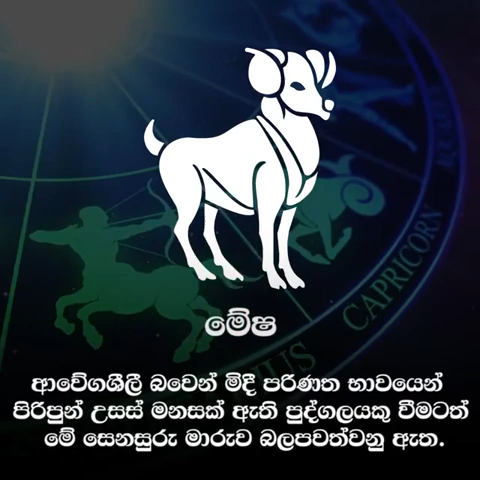 මේෂ
ආවේගශීලී බවෙන් මිදී පරිණත භාවයෙන්
පිරිපුන් උසස් මනසක් ඇති පුද්ගලයකු වීමටත්
මේ සෙනසුරු මාරුව බලපවත්වනු ඇත.
CAPRICORN